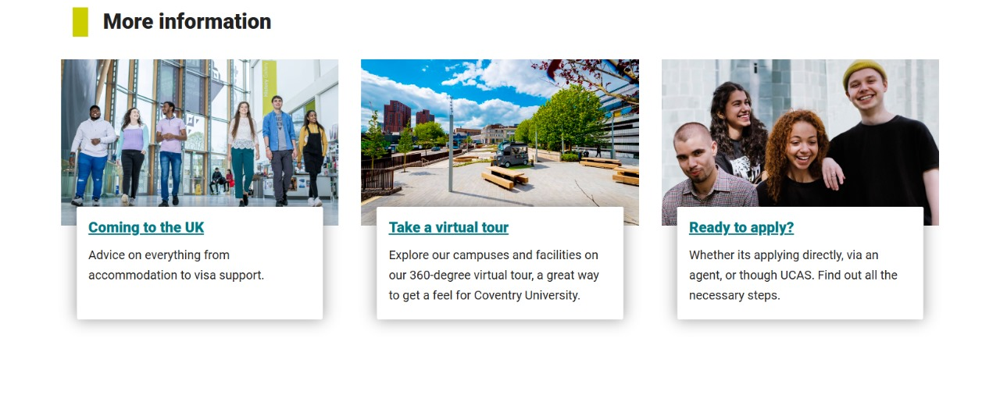 More information
Coming to the UK
Advice on everything from
accommodation to visa support.
Take a virtual tour
Explore our campuses and facilities on
our 360-degree virtual tour, a great way
to get a feel for Coventry University.
Ready to apply?
Whether its applying directly, via an
agent, or though UCAS. Find out all the
necessary steps.